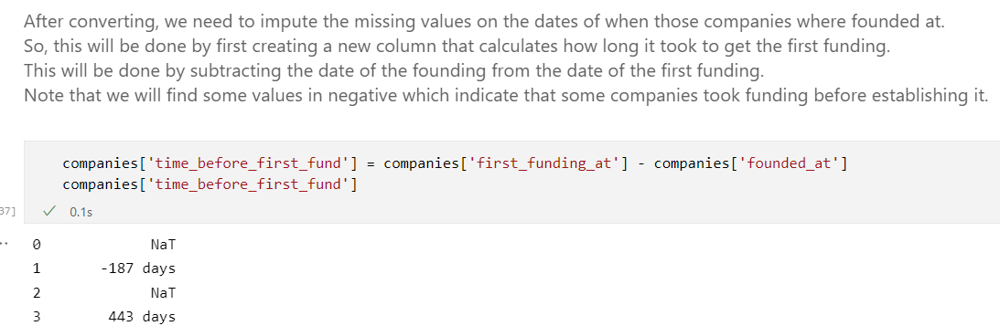 After converting, we need to impute the missing values on the dates of when those companies where founded at.
So, this will be done by first creating a new column that calculates how long it took to get the first funding.
This will be done by subtracting the date of the founding from the date of the first funding.
Note that we will find some values in negative which indicate that some companies took funding before establishing it.
companies['time_before_first_fund'] = companies['first_funding_at'] - companies['founded_at']
companies['time_before_first_fund']
37] ✓ 0.1s
0 NaT
1 -187 days
2 NaT
3 443 days